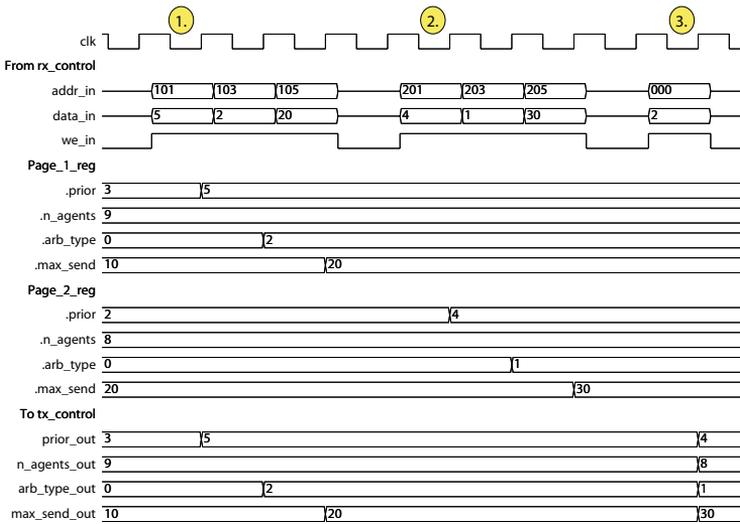 1. 2. 3.
clk
From rx_control
addr_in 101 103 105 201 203 205 000
data_in 5 2 20 4 1 30 2
we_in
Page_1_reg
.prior 3 5
.n_agents 9
.arb_type 0 2
.max_send 10 20
Page_2_reg
.prior 2 4
.n_agents 8
.arb_type 0 1
.max_send 20 30
To tx_control
prior_out 3 5 4
n_agents_out 9 8
arb_type_out 0 2 1
max_send_out 10 20 30